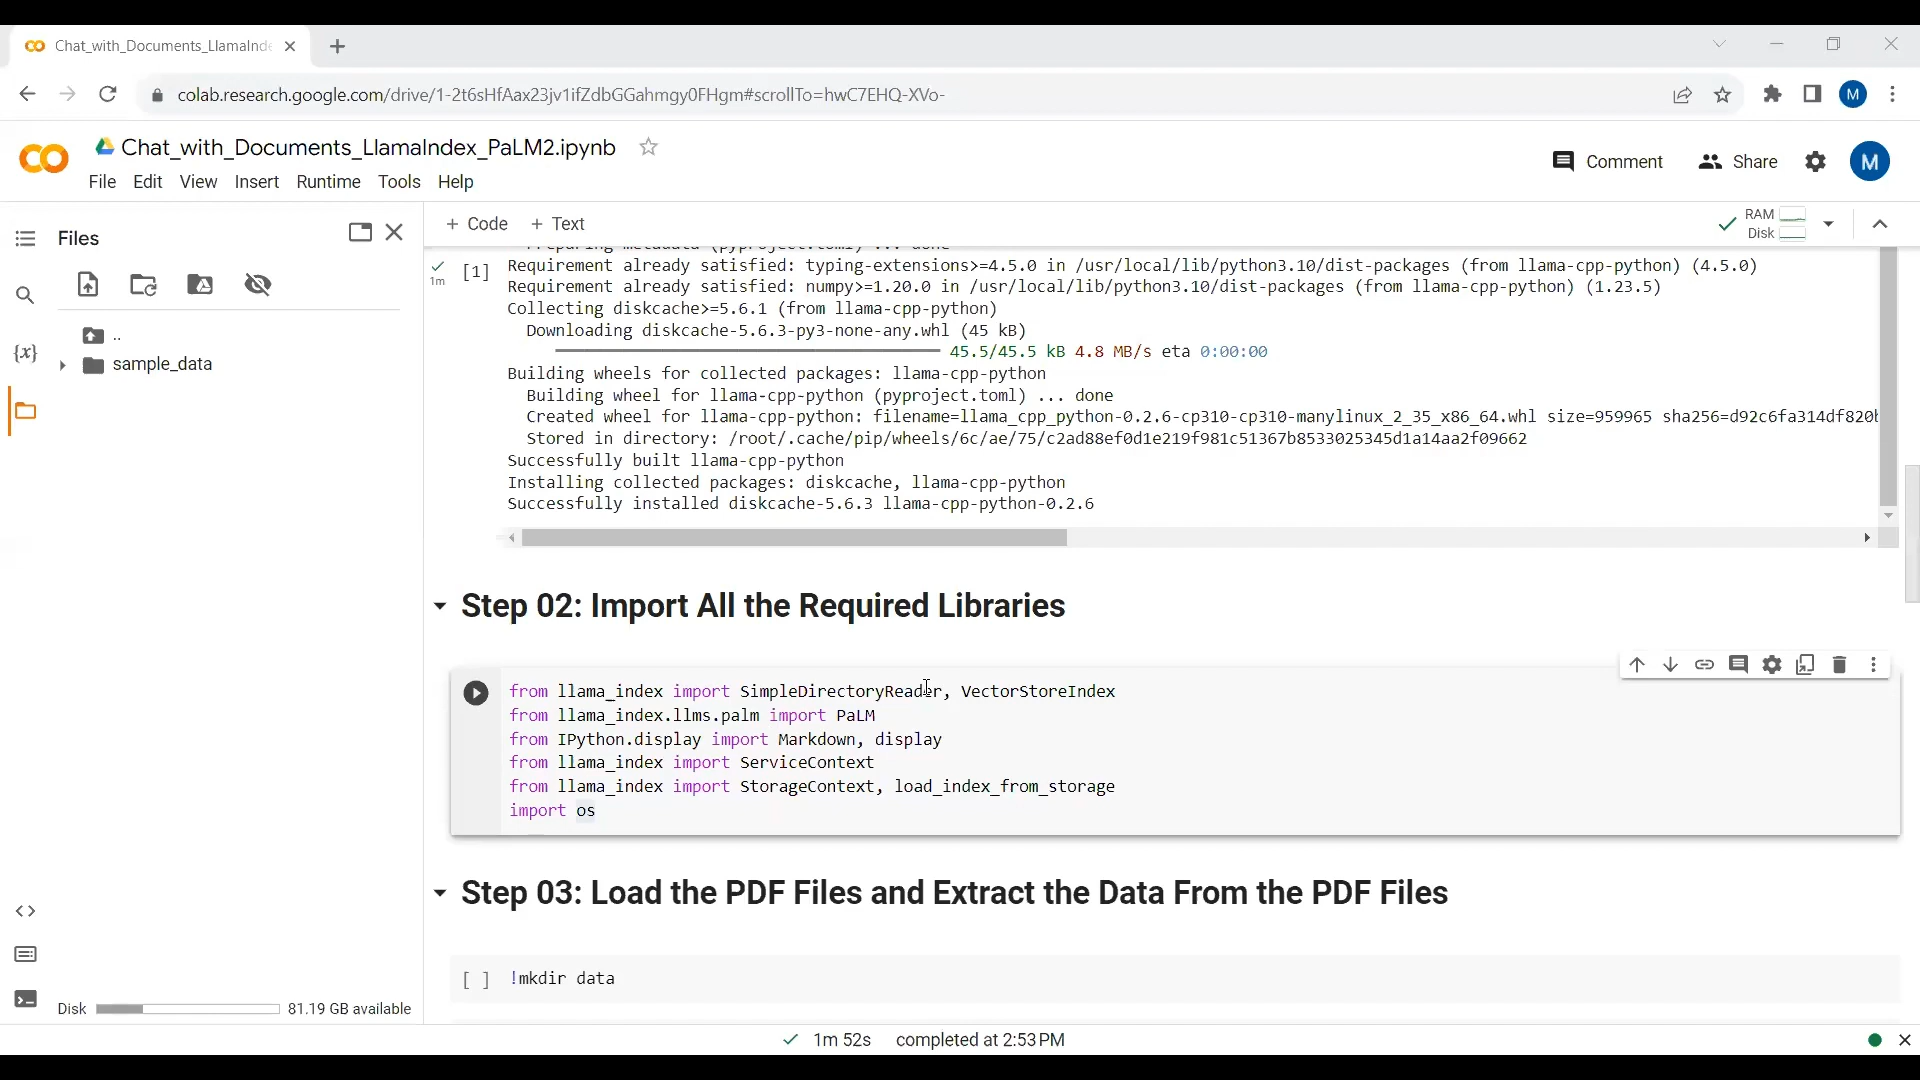 Chat_with_Documents_LlamaInde
colab.research.google.com/drive/1-2t6sHfAax23jv1ifZdbGGahmgy0FHgm#scrollTo=hwC7EHQ-XVo-
M
Chat_with_Documents_LlamaIndex_PaLM2.ipynb
Comment
Share
M
File Edit View Insert Runtime Tools Help
Files
+ Code + Text
RAM
Disk
..
sample_data
{x}
1m
[1]
Preparing metadata (pyproject.toml) ... done
Requirement already satisfied: typing-extensions>=4.5.0 in /usr/local/lib/python3.10/dist-packages (from llama-cpp-python) (4.5.0)
Requirement already satisfied: numpy>=1.20.0 in /usr/local/lib/python3.10/dist-packages (from llama-cpp-python) (1.23.5)
Collecting diskcache>=5.6.1 (from llama-cpp-python)
Downloading diskcache-5.6.3-py3-none-any.whl (45 kB)
45.5/45.5 kB 4.8 MB/s eta 0:00:00
Building wheels for collected packages: llama-cpp-python
Building wheel for llama-cpp-python (pyproject.toml) ... done
Created wheel for llama-cpp-python: filename=llama_cpp_python-0.2.6-cp310-cp310-manylinux_2_35_x86_64.whl size=959965 sha256=d92c6fa314df820b
Stored in directory: /root/.cache/pip/wheels/6c/ae/75/c2ad88ef0d1e219f981c51367b8533025345d1a14aa2f09662
Successfully built llama-cpp-python
Installing collected packages: diskcache, llama-cpp-python
Successfully installed diskcache-5.6.3 llama-cpp-python-0.2.6
Step 02: Import All the Required Libraries
from llama_index import SimpleDirectoryReader, VectorStoreIndex
from llama_index.llms.palm import PaLM
from IPython.display import Markdown, display
from llama_index import ServiceContext
from llama_index import StorageContext, load_index_from_storage
import os
Step 03: Load the PDF Files and Extract the Data From the PDF Files
[ ] !mkdir data
Disk 81.19 GB available
1m 52s completed at 2:53 PM